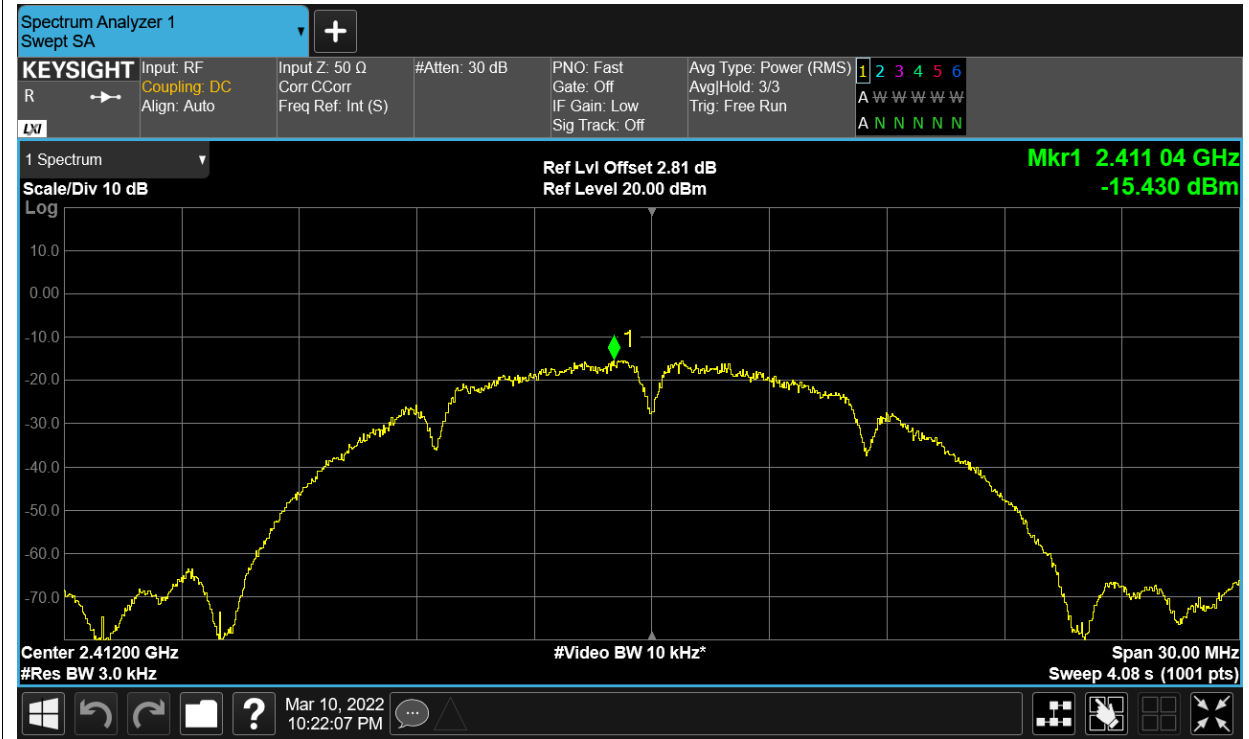 Spectrum Analyzer 1
Swept SA
KEYSIGHT
R
LXI
Input: RF
Coupling: DC
Align: Auto
Input Z: 50 Ω
Corr CCorr
Freq Ref: Int (S)
#Atten: 30 dB
PNO: Fast
Gate: Off
IF Gain: Low
Sig Track: Off
Avg Type: Power (RMS)
Avg|Hold: 3/3
Trig: Free Run
1 2 3 4 5 6
A W W W W W
A N N N N N
1 Spectrum
Scale/Div 10 dB
Log
Ref Lvl Offset 2.81 dB
Ref Level 20.00 dBm
Mkr1 2.411 04 GHz
-15.430 dBm
10.0
0.00
-10.0
-20.0
-30.0
-40.0
-50.0
-60.0
-70.0
1
Center 2.41200 GHz
#Res BW 3.0 kHz
#Video BW 10 kHz*
Span 30.00 MHz
Sweep 4.08 s (1001 pts)
?
Mar 10, 2022
10:22:07 PM